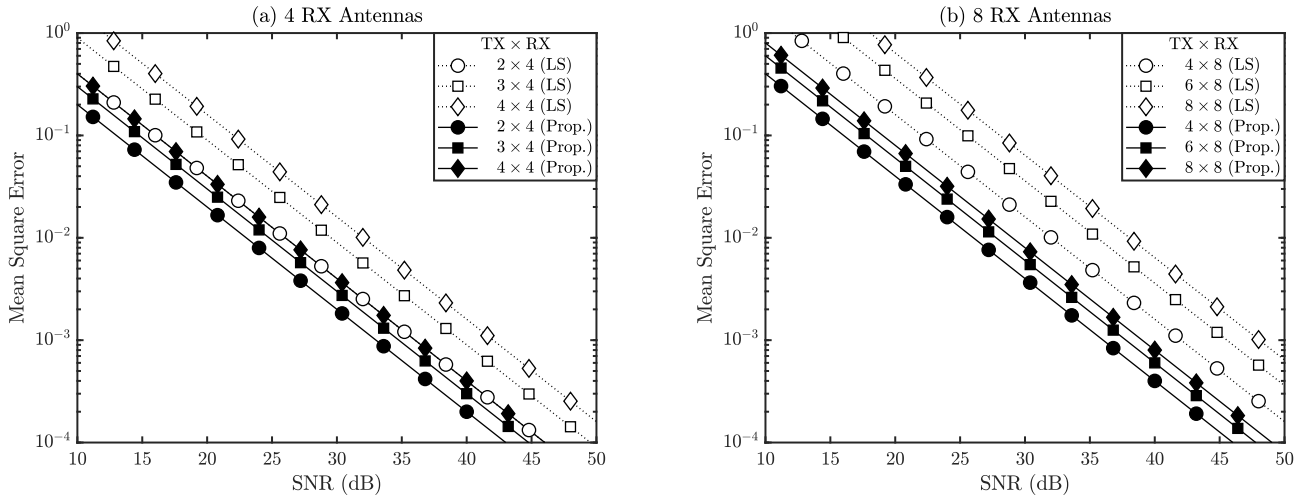 (a) 4 RX Antennas
Mean Square Error
10^0
10^-1
10^-2
10^-3
10^-4
TX × RX
2 × 4 (LS)
3 × 4 (LS)
4 × 4 (LS)
2 × 4 (Prop.)
3 × 4 (Prop.)
4 × 4 (Prop.)
10 15 20 25 30 35 40 45 50
SNR (dB)
(b) 8 RX Antennas
Mean Square Error
10^0
10^-1
10^-2
10^-3
10^-4
TX × RX
4 × 8 (LS)
6 × 8 (LS)
8 × 8 (LS)
4 × 8 (Prop.)
6 × 8 (Prop.)
8 × 8 (Prop.)
10 15 20 25 30 35 40 45 50
SNR (dB)